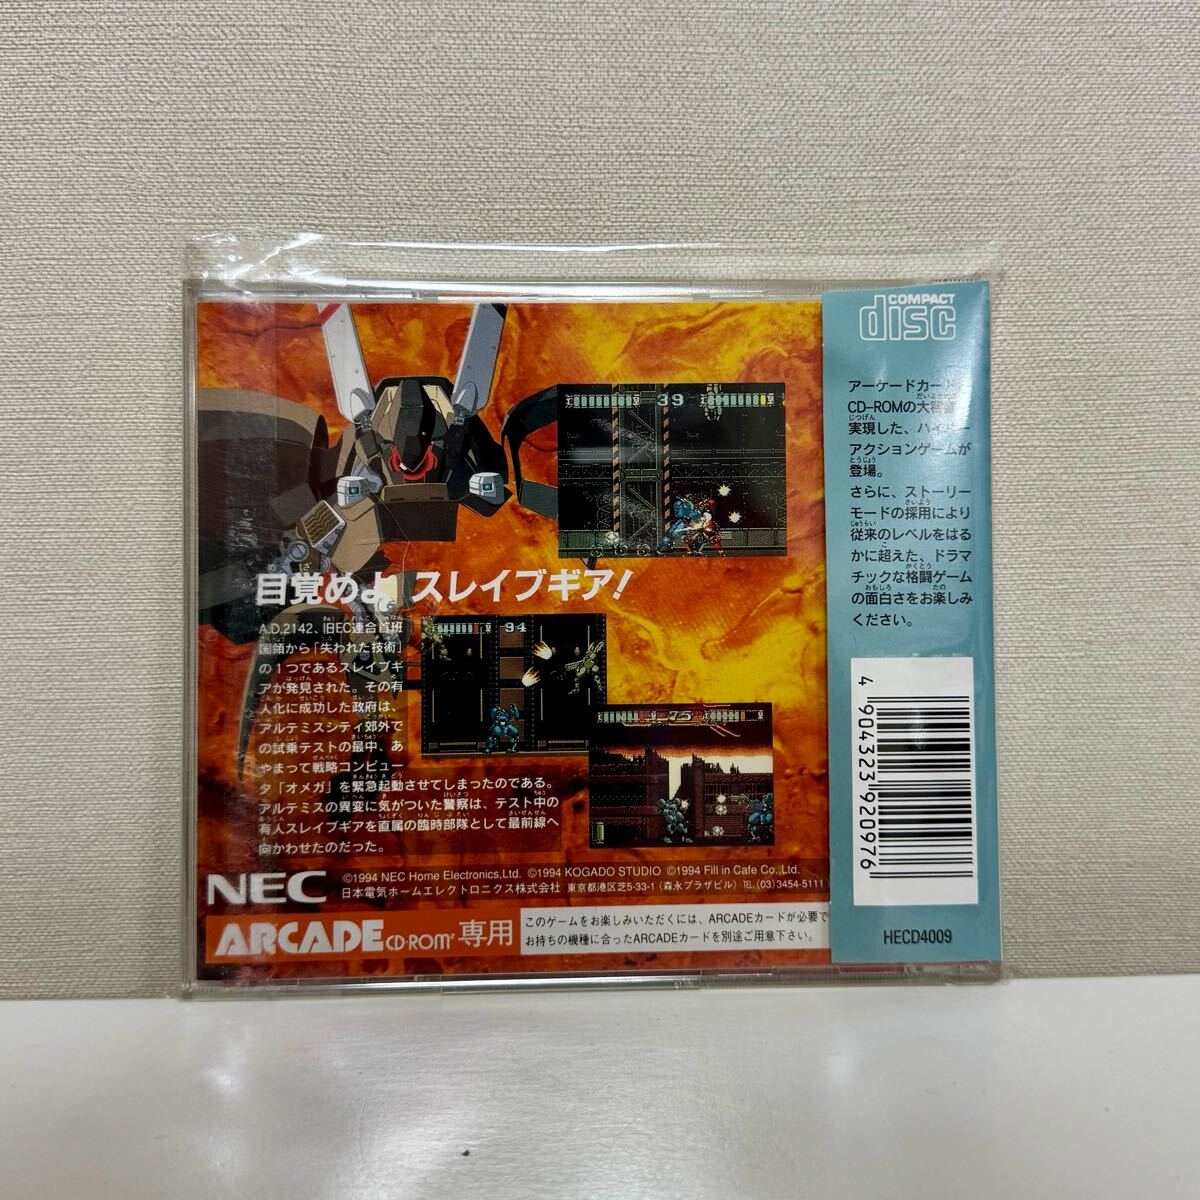 39
目覚めよ スレイブギア!
94
75
A.D.2142、旧EC連合首班
国領から「失われた技術」
の1つであるスレイブギ
アが発見された。その有
人化に成功した政府は、
アルテミスシティ郊外で
の試乗テストの最中、あ
やまって戦略コンピュー
タ「オメガ」を緊急起動させてしまったのである。
アルテミスの異変に気がついた警察は、テスト中の
有人スレイブギアを直属の臨時部隊として最前線へ
向かわせたのだった。
NEC
©1994 NEC Home Electronics,Ltd. ©1994 KOGADO STUDIO ©1994 Fill in Cafe Co.,Ltd.
日本電気ホームエレクトロニクス株式会社 東京都港区芝5-33-1(森永プラザビル) TEL(03)3454-5111
ARCADE CD-ROM² 専用
このゲームをお楽しみいただくには、ARCADEカードが必要で
お持ちの機種に合ったARCADEカードを別途ご用意下さい。
COMPACT
disc
アーケードカード
CD-ROMの大容量
実現した、ハイパー
アクションゲームが
登場。
さらに、ストーリー
モードの採用により
従来のレベルをはる
かに超えた、ドラマ
チックな格闘ゲーム
の面白さをお楽しみ
ください。
4 904323 920976
HECD4009